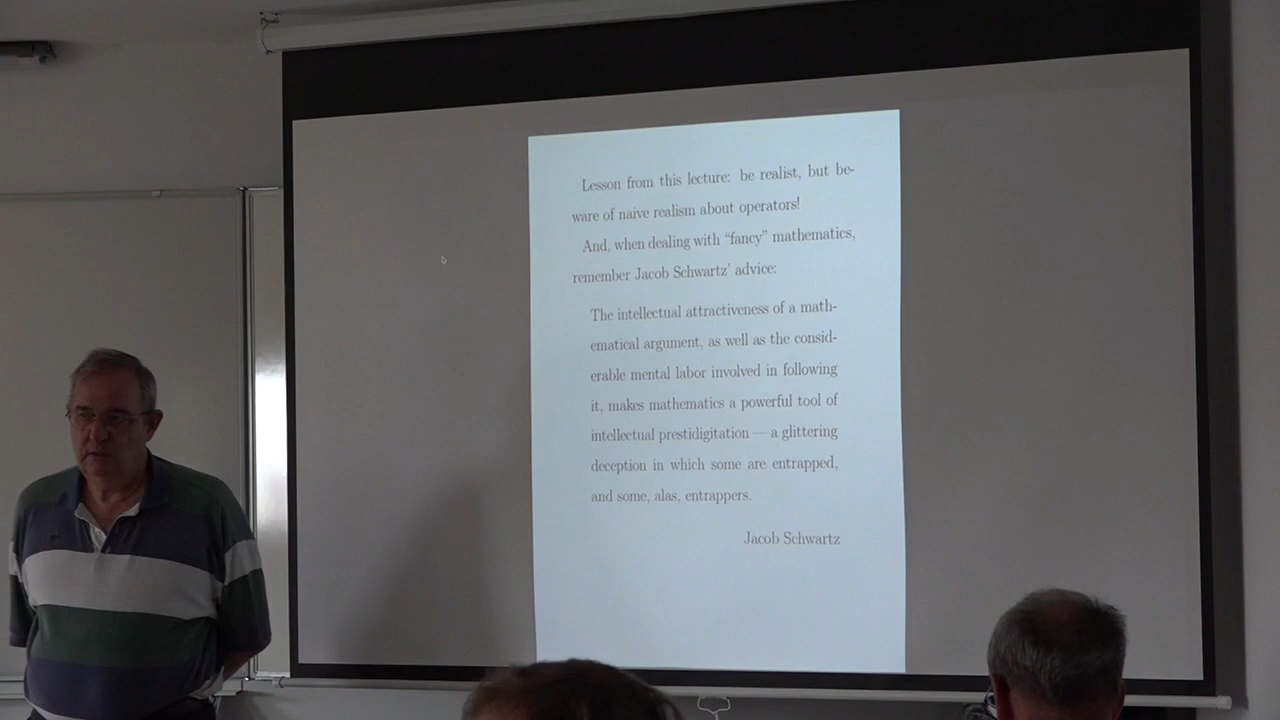 Lesson from this lecture: be realist, but be-
ware of naive realism about operators!
And, when dealing with “fancy” mathematics,
remember Jacob Schwartz’ advice:
The intellectual attractiveness of a math-
ematical argument, as well as the consid-
erable mental labor involved in following
it, makes mathematics a powerful tool of
intellectual prestidigitation — a glittering
deception in which some are entrapped,
and some, alas, entrappers.
Jacob Schwartz